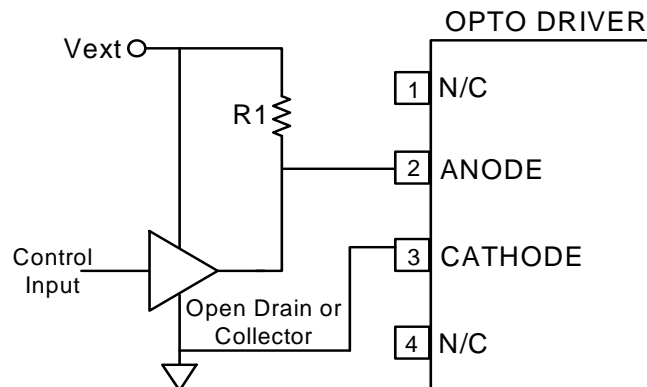 OPTO DRIVER
Vext
1 N/C
R1
2 ANODE
Control
Input
3 CATHODE
Open Drain or
Collector
4 N/C